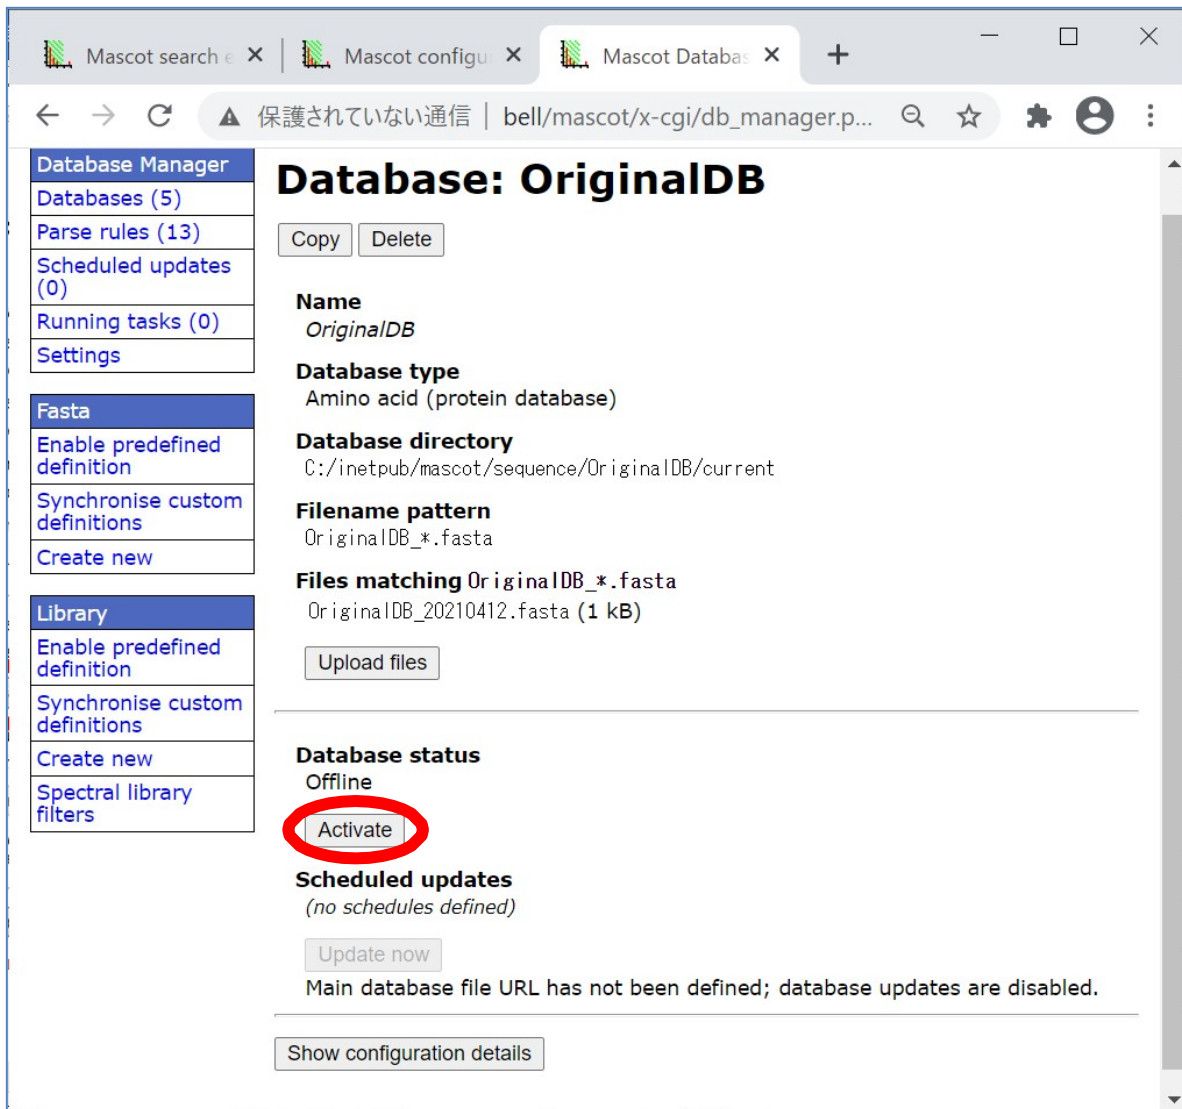 Mascot search e
Mascot configu
Mascot Databas
保護されていない通信 | bell/mascot/x-cgi/db_manager.p...
Database Manager
Databases (5)
Parse rules (13)
Scheduled updates
(0)
Running tasks (0)
Settings
Fasta
Enable predefined
definition
Synchronise custom
definitions
Create new
Library
Enable predefined
definition
Synchronise custom
definitions
Create new
Spectral library
filters
Database: OriginalDB
Copy Delete
Name
OriginalDB
Database type
Amino acid (protein database)
Database directory
C:/inetpub/mascot/sequence/OriginalDB/current
Filename pattern
OriginalDB_*.fasta
Files matching OriginalDB_*.fasta
OriginalDB_20210412.fasta (1 kB)
Upload files
Database status
Offline
Activate
Scheduled updates
(no schedules defined)
Update now
Main database file URL has not been defined; database updates are disabled.
Show configuration details